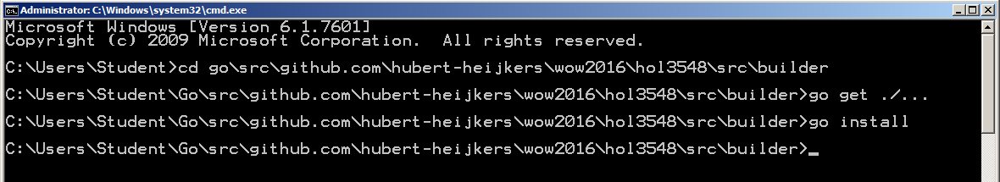 Administrator: C:\Windows\system32\cmd.exe
Microsoft Windows [Version 6.1.7601]
Copyright (c) 2009 Microsoft Corporation.  All rights reserved.
C:\Users\Student>cd go\src\github.com\hubert-heijkers\wow2016\hol3548\src\builder
C:\Users\Student\Go\src\github.com\hubert-heijkers\wow2016\hol3548\src\builder>go get ./...
C:\Users\Student\Go\src\github.com\hubert-heijkers\wow2016\hol3548\src\builder>go install
C:\Users\Student\Go\src\github.com\hubert-heijkers\wow2016\hol3548\src\builder>_